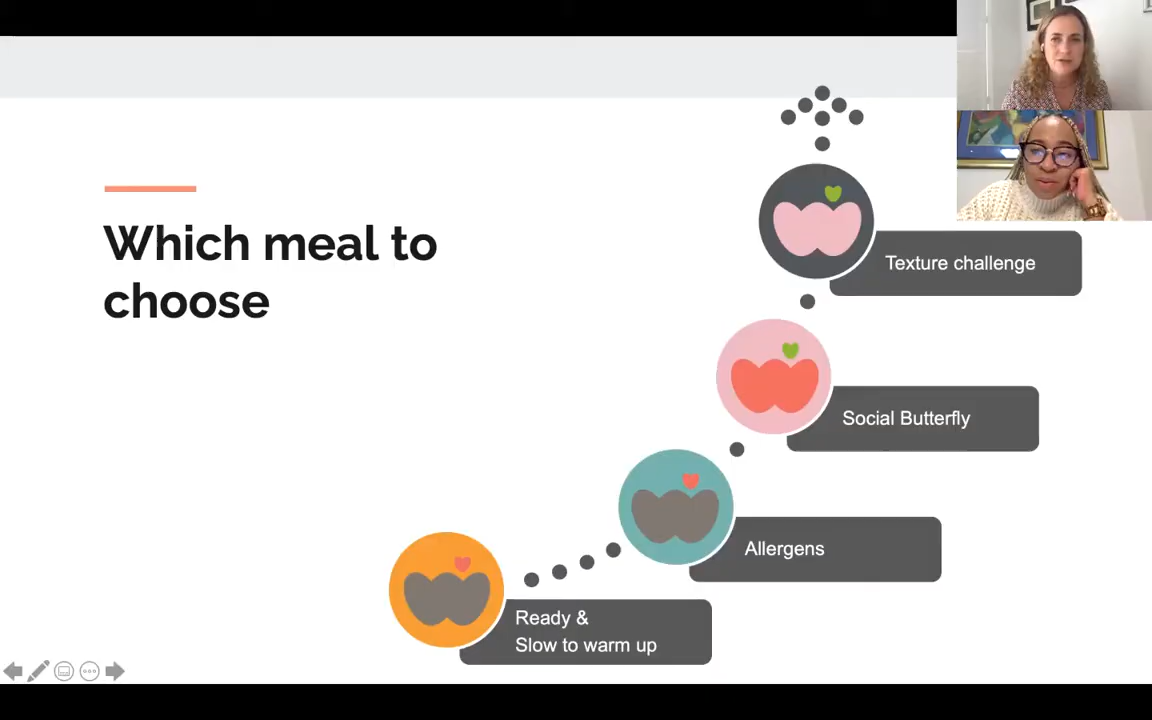 Which meal to
choose
Texture challenge
Social Butterfly
Allergens
Ready &
Slow to warm up